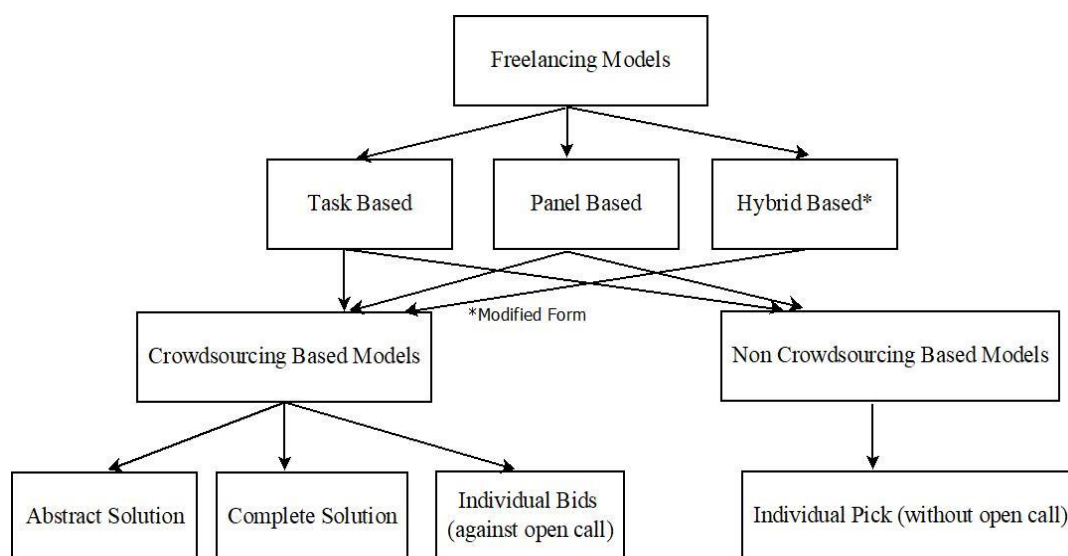 Freelancing Models
Task Based
Panel Based
Hybrid Based*
*Modified Form
Crowdsourcing Based Models
Non Crowdsourcing Based Models
Abstract Solution
Complete Solution
Individual Bids
(against open call)
Individual Pick (without open call)